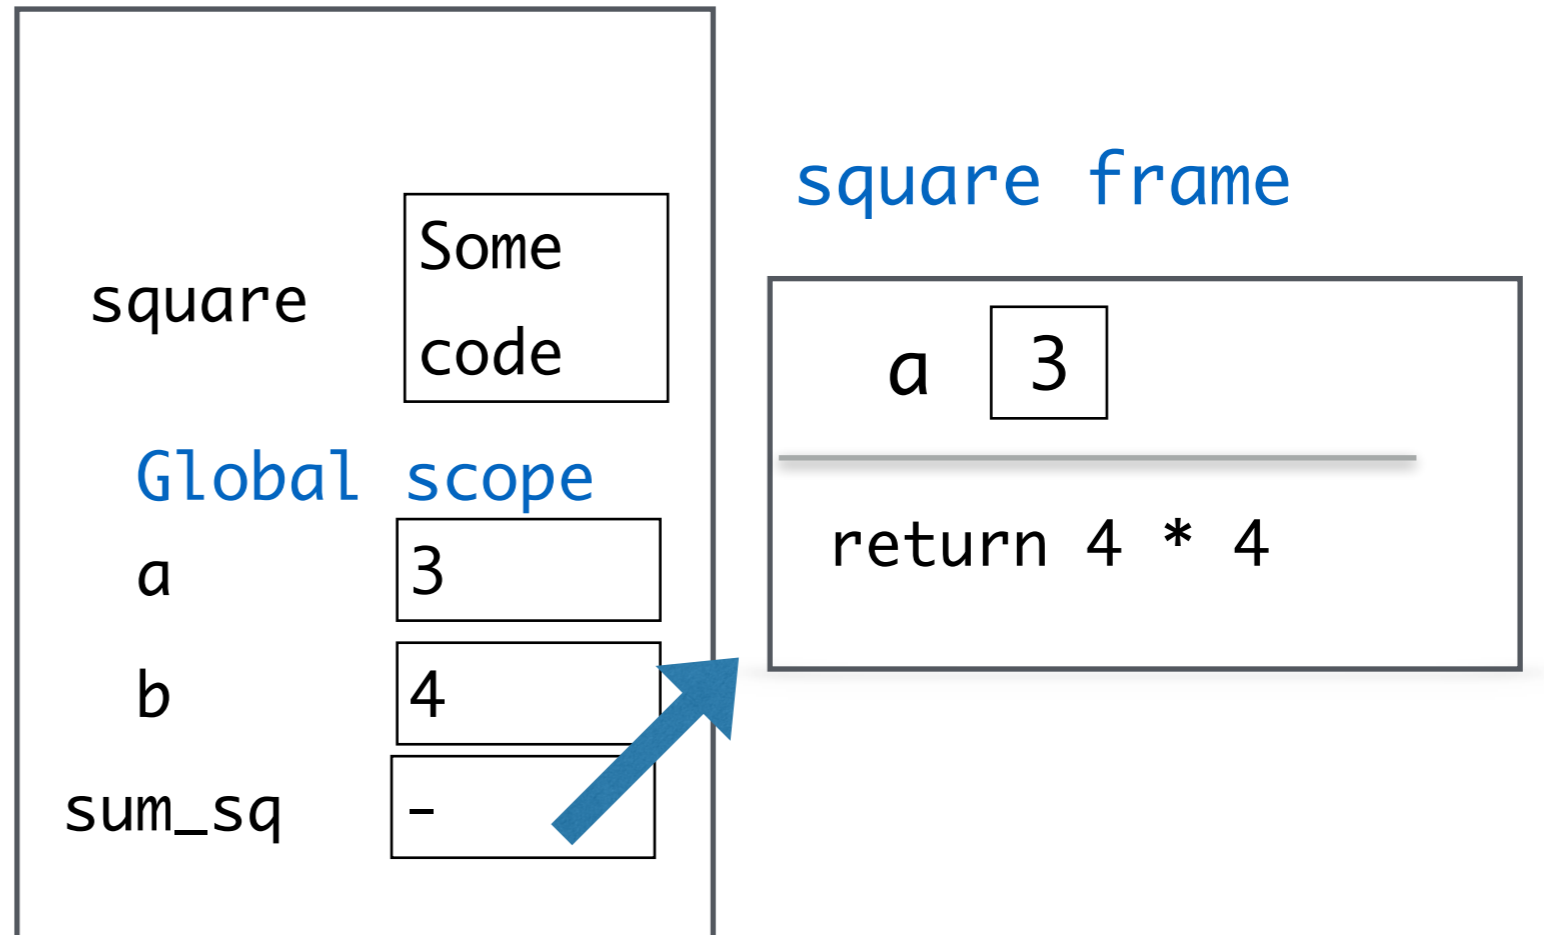 Some
square
code
Global scope
a 3
b 4
sum_sq -
square frame
a 3
return 4 * 4